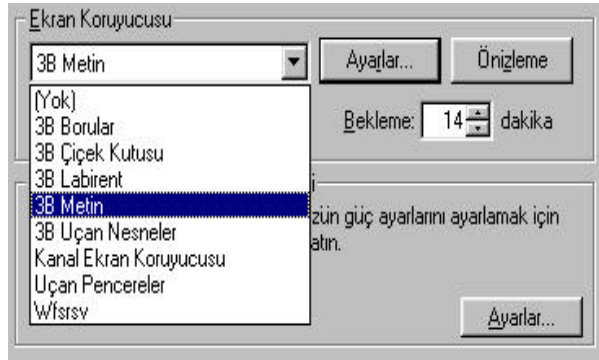 Ekran Koruyucusu
3B Metin
Ayarlar...
Önizleme
(Yok)
3B Borular
3B Çiçek Kutusu
3B Labirent
3B Metin
3B Uçan Nesneler
Kanal Ekran Koruyucusu
Uçan Pencereler
Wfsrsv
Bekleme: 14 dakika
zün güç ayarlarını ayarlamak için
atın.
Ayarlar...